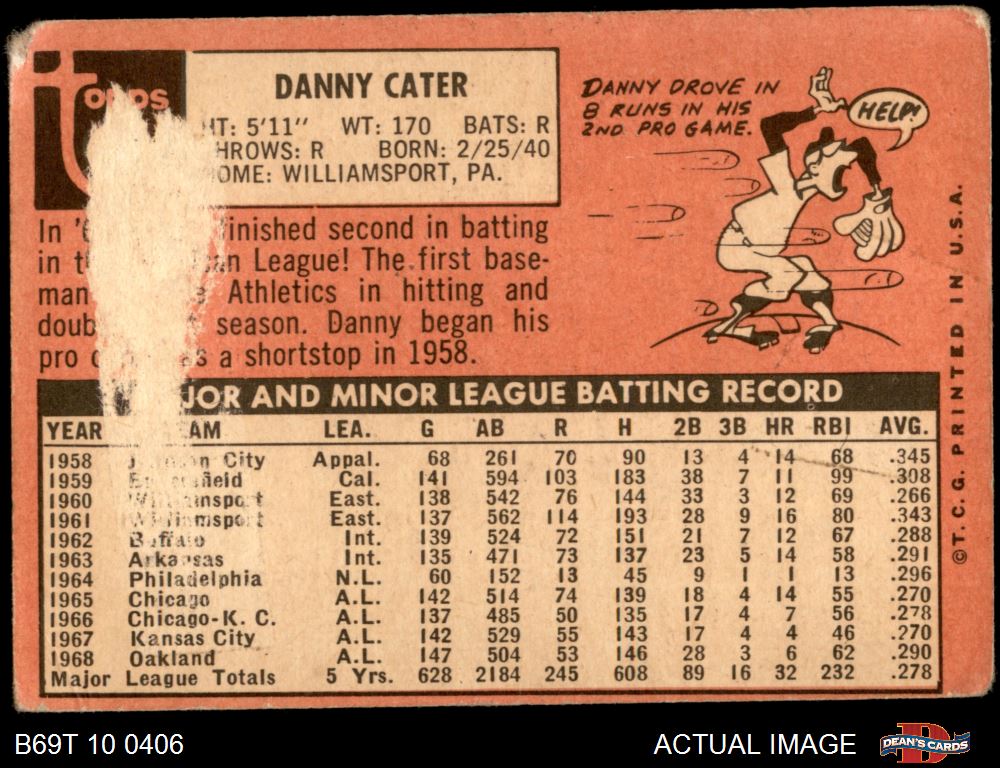 Topps
DANNY CATER
HT: 5'11" WT: 170 BATS: R
THROWS: R BORN: 2/25/40
HOME: WILLIAMSPORT, PA.
In finished second in batting
in League! The first base-
man Athletics in hitting and
season. Danny began his
pro as a shortstop in 1958.
DANNY DROVE IN
8 RUNS IN HIS
2ND PRO GAME.
HELP!
MAJOR AND MINOR LEAGUE BATTING RECORD
YEAR TEAM LEA. G AB R H 2B 3B HR RBI AVG.
1958 Johnson City Appal. 68 261 70 90 13 4 14 68 .345
1959 Bakersfield Cal. 141 594 103 183 38 7 11 99 .308
1960 Williamsport East. 138 542 76 144 33 3 12 69 .266
1961 Williamsport East. 137 562 114 193 28 9 16 80 .343
1962 Buffalo Int. 139 524 72 151 21 7 12 67 .288
1963 Arkansas Int. 135 471 73 137 23 5 14 58 .291
1964 Philadelphia N.L. 60 152 13 45 9 1 1 13 .296
1965 Chicago A.L. 142 514 74 139 18 4 14 55 .270
1966 Chicago-K. C. A.L. 137 485 50 135 17 4 7 56 .278
1967 Kansas City A.L. 142 529 55 143 17 4 4 46 .270
1968 Oakland A.L. 147 504 53 146 28 3 6 62 .290
Major League Totals 5 Yrs. 628 2184 245 608 89 16 32 232 .278
©T. C. G. PRINTED IN U.S.A.
B69T 10 0406
ACTUAL IMAGE
DEAN'S CARDS